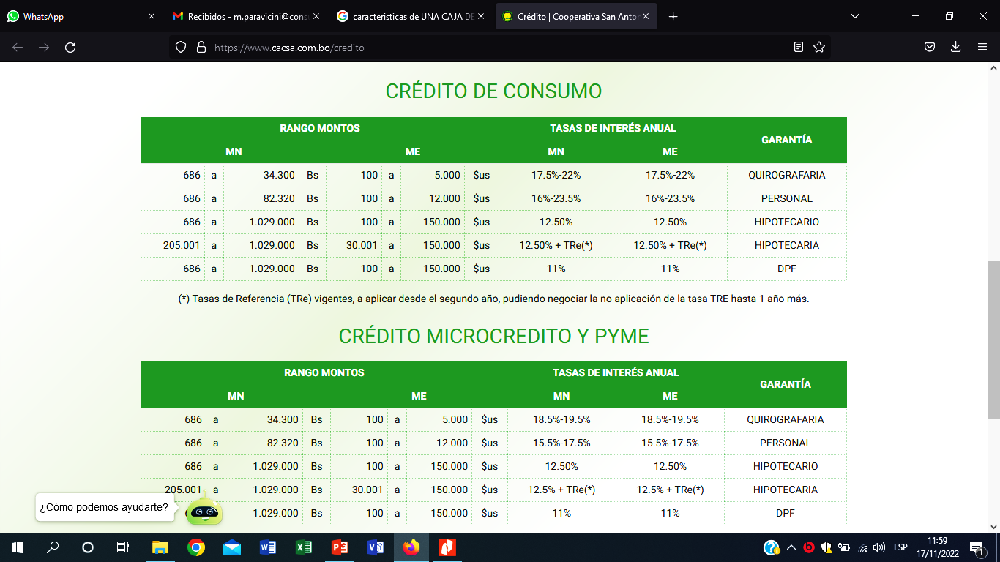 WhatsApp
Recibidos - m.paravicini@cons
caracteristicas de UNA CAJA DE
Crédito | Cooperativa San Anton
https://www.cacsa.com.bo/credito
CRÉDITO DE CONSUMO
RANGO MONTOS TASAS DE INTERÉS ANUAL GARANTÍA
MN ME MN ME
686 a 34.300 Bs 100 a 5.000 $us 17.5%-22% 17.5%-22% QUIROGRAFARIA
686 a 82.320 Bs 100 a 12.000 $us 16%-23.5% 16%-23.5% PERSONAL
686 a 1.029.000 Bs 100 a 150.000 $us 12.50% 12.50% HIPOTECARIO
205.001 a 1.029.000 Bs 30.001 a 150.000 $us 12.50% + TRe(*) 12.50% + TRe(*) HIPOTECARIA
686 a 1.029.000 Bs 100 a 150.000 $us 11% 11% DPF
(*) Tasas de Referencia (TRe) vigentes, a aplicar desde el segundo año, pudiendo negociar la no aplicación de la tasa TRE hasta 1 año más.
CRÉDITO MICROCREDITO Y PYME
RANGO MONTOS TASAS DE INTERÉS ANUAL GARANTÍA
MN ME MN ME
686 a 34.300 Bs 100 a 5.000 $us 18.5%-19.5% 18.5%-19.5% QUIROGRAFARIA
686 a 82.320 Bs 100 a 12.000 $us 15.5%-17.5% 15.5%-17.5% PERSONAL
686 a 1.029.000 Bs 100 a 150.000 $us 12.50% 12.50% HIPOTECARIO
205.001 a 1.029.000 Bs 30.001 a 150.000 $us 12.5% + TRe(*) 12.5% + TRe(*) HIPOTECARIA
1.029.000 Bs 100 a 150.000 $us 11% 11% DPF
¿Cómo podemos ayudarte?
ESP
11:59
17/11/2022
1